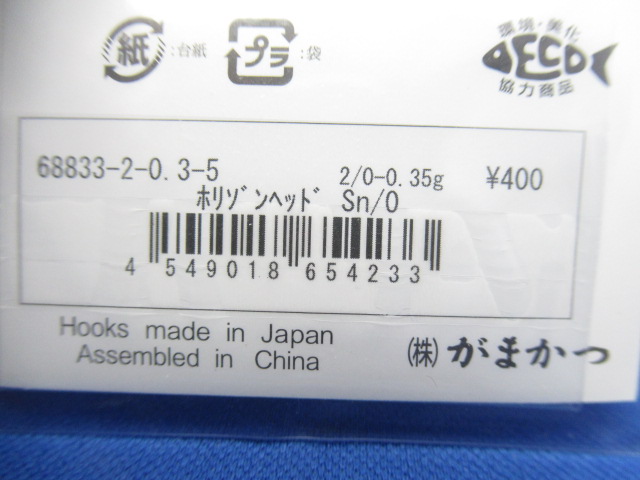 環境・美化
ECO
協力商品
紙 :台紙
プラ :袋
68833-2-0.3-5 2/0-0.35g ¥400
ﾎﾘｿﾞﾝﾍｯﾄﾞ Sn/O
4 549018 654233
Hooks made in Japan
Assembled in China
(株)がまかつ